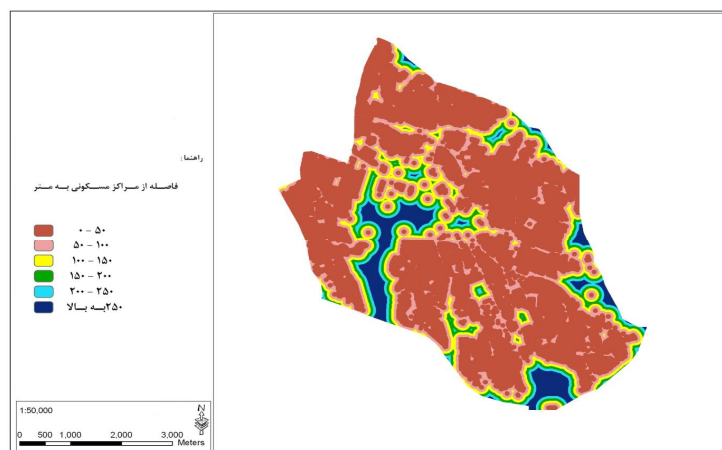 راهنما :
فاصله از مراکز مسکونی به متر
۰ - ۵۰
۵۰ - ۱۰۰
۱۰۰ - ۱۵۰
۱۵۰ - ۲۰۰
۲۰۰ - ۲۵۰
۲۵۰به بالا
1:50,000
N
0 500 1,000 2,000 3,000
Meters